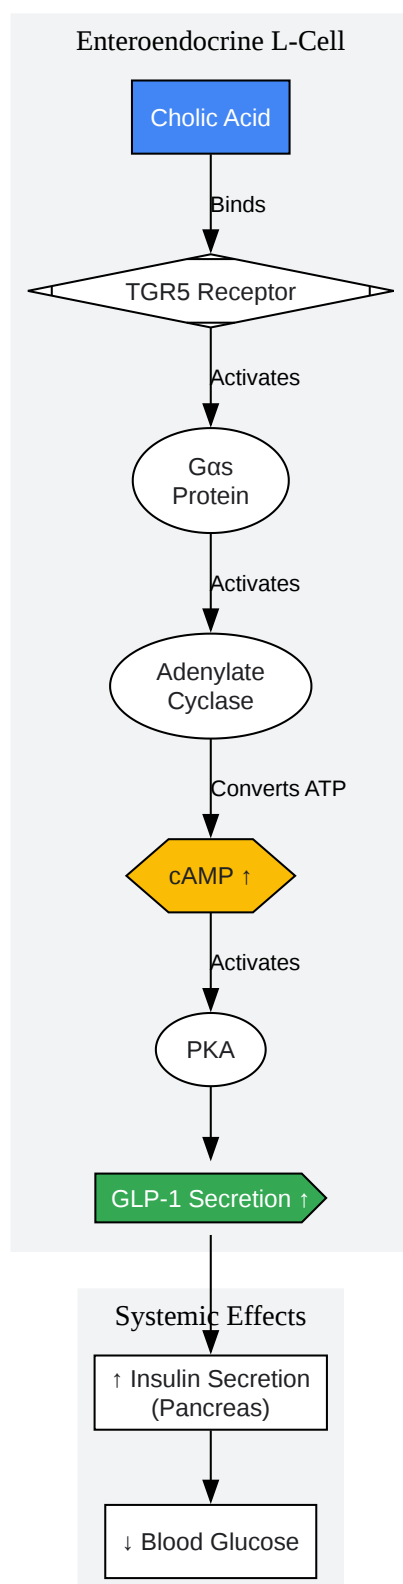 Enteroendocrine L-Cell
Cholic Acid
Binds
TGR5 Receptor
Activates
Gαs
Protein
Activates
Adenylate
Cyclase
Converts ATP
cAMP ↑
Activates
PKA
GLP-1 Secretion ↑
Systemic Effects
↑ Insulin Secretion
(Pancreas)
↓ Blood Glucose